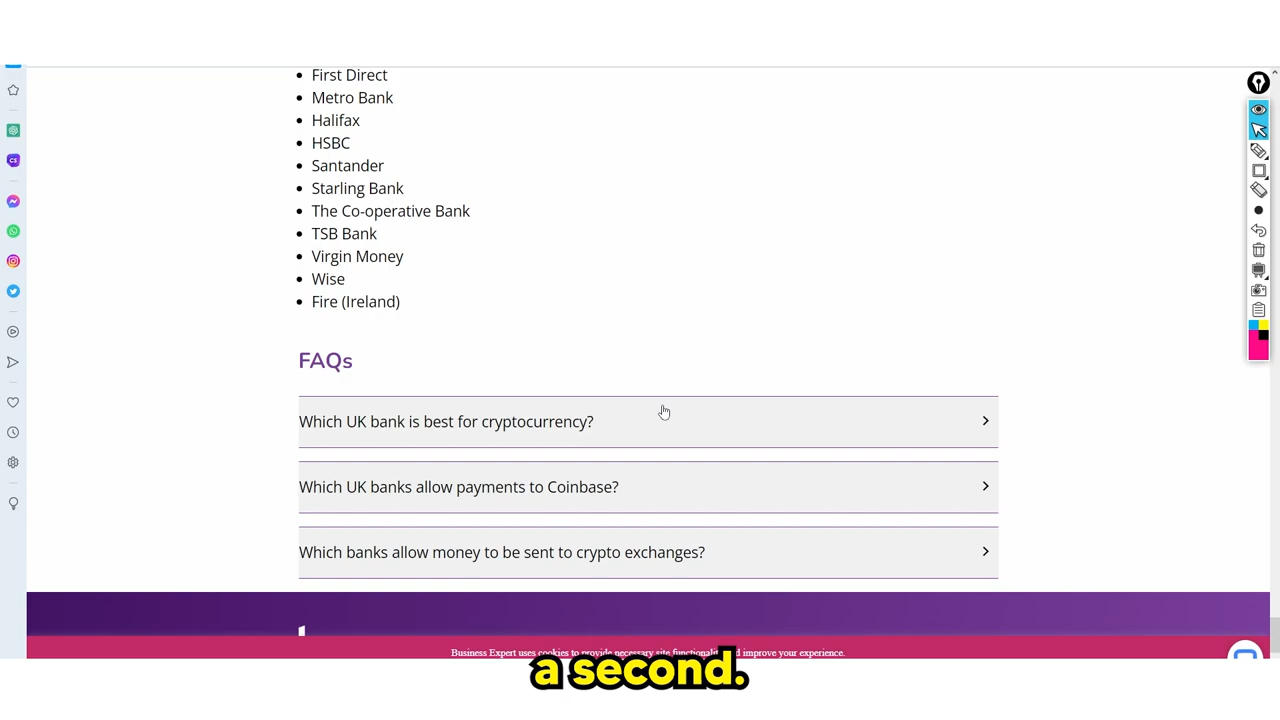 First Direct
Metro Bank
Halifax
HSBC
Santander
Starling Bank
The Co-operative Bank
TSB Bank
Virgin Money
Wise
Fire (Ireland)
FAQs
Which UK bank is best for cryptocurrency?
Which UK banks allow payments to Coinbase?
Which banks allow money to be sent to crypto exchanges?
Business Expert uses cookies to provide necessary site functionality and improve your experience.
a second.